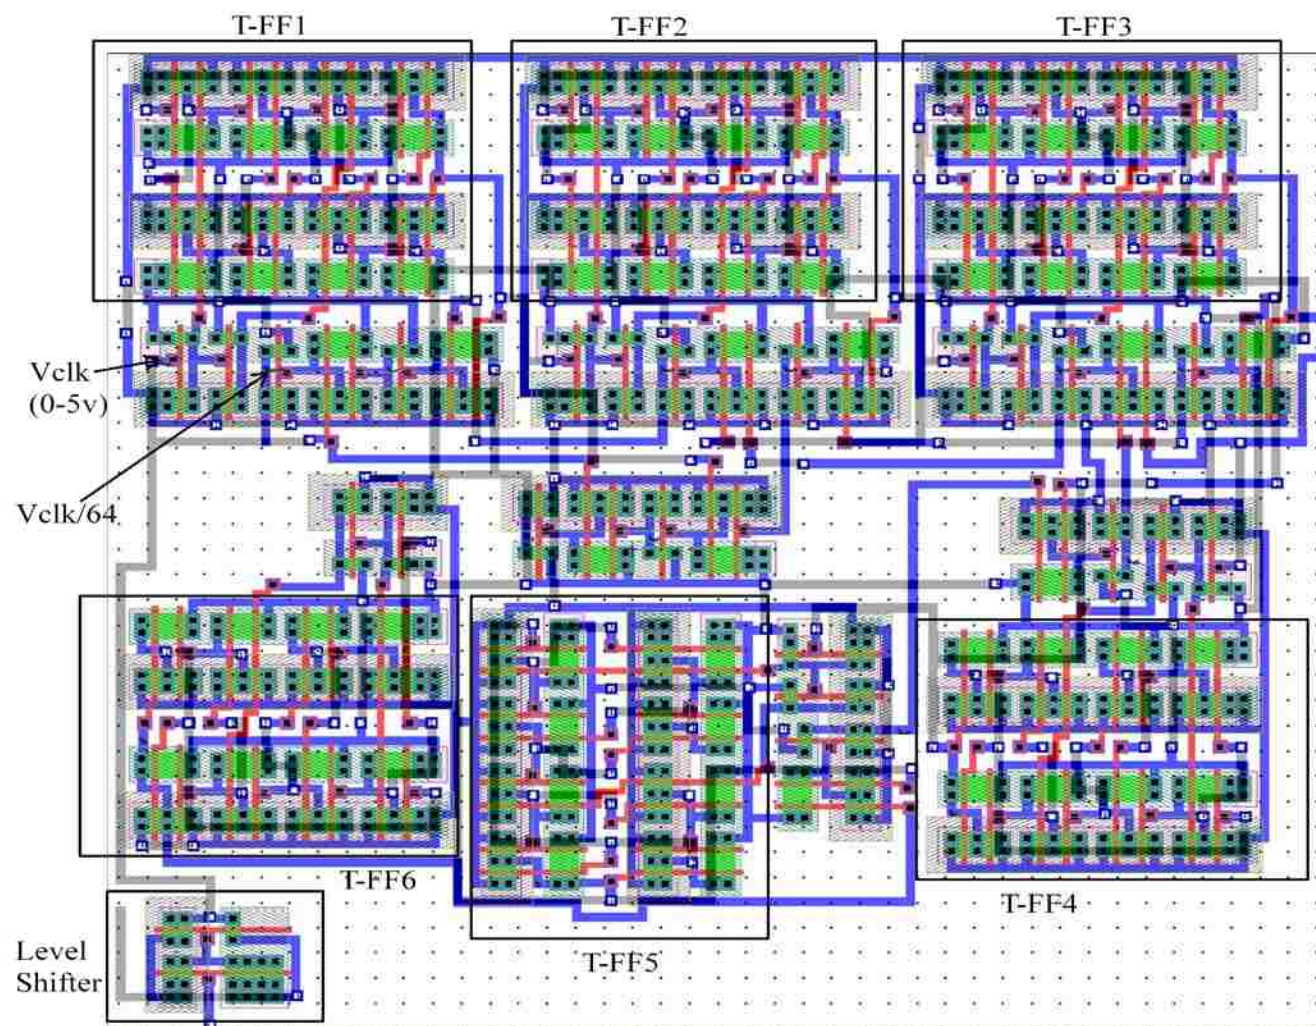 T-FF1
T-FF2
T-FF3
Vclk
(0-5v)
Vclk/64
T-FF6
T-FF4
T-FF5
Level
Shifter